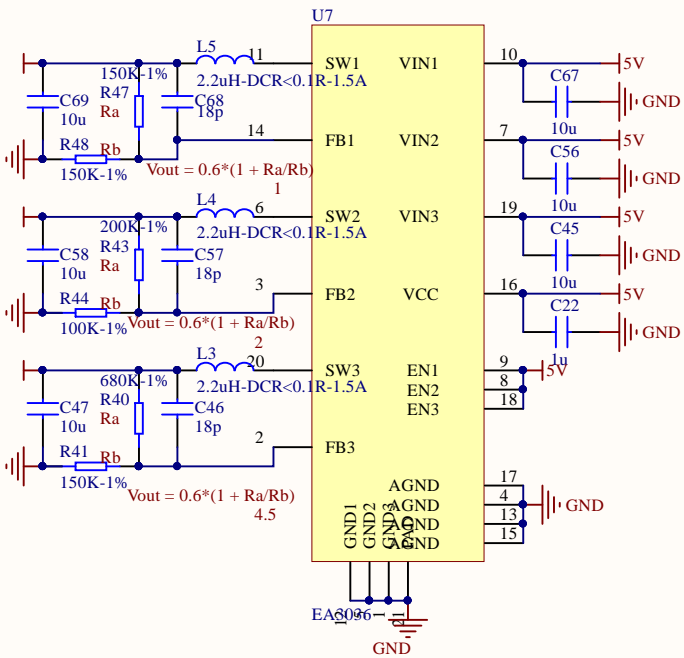 U7
L5
11
SW1
VIN1
10
5V
150K-1%
2.2uH-DCR<0.1R-1.5A
C69
10u
R47
Ra
C68
18p
C67
10u
GND
R48
Rb
150K-1%
14
FB1
VIN2
7
5V
Vout = 0.6*(1 + Ra/Rb)
1
C56
10u
GND
L4
6
SW2
VIN3
19
5V
200K-1%
2.2uH-DCR<0.1R-1.5A
C58
10u
R43
Ra
C57
18p
C45
10u
GND
R44
Rb
100K-1%
3
FB2
VCC
16
5V
Vout = 0.6*(1 + Ra/Rb)
2
C22
1u
GND
L3
20
SW3
EN1
9
5V
680K-1%
2.2uH-DCR<0.1R-1.5A
EN2
8
EN3
18
C47
10u
R40
Ra
C46
18p
R41
Rb
150K-1%
2
FB3
Vout = 0.6*(1 + Ra/Rb)
4.5
AGND
17
AGND
4
GND
AGND
13
AGND
15
GND1
GND2
GND3
PAD
EA3036
1
21
GND